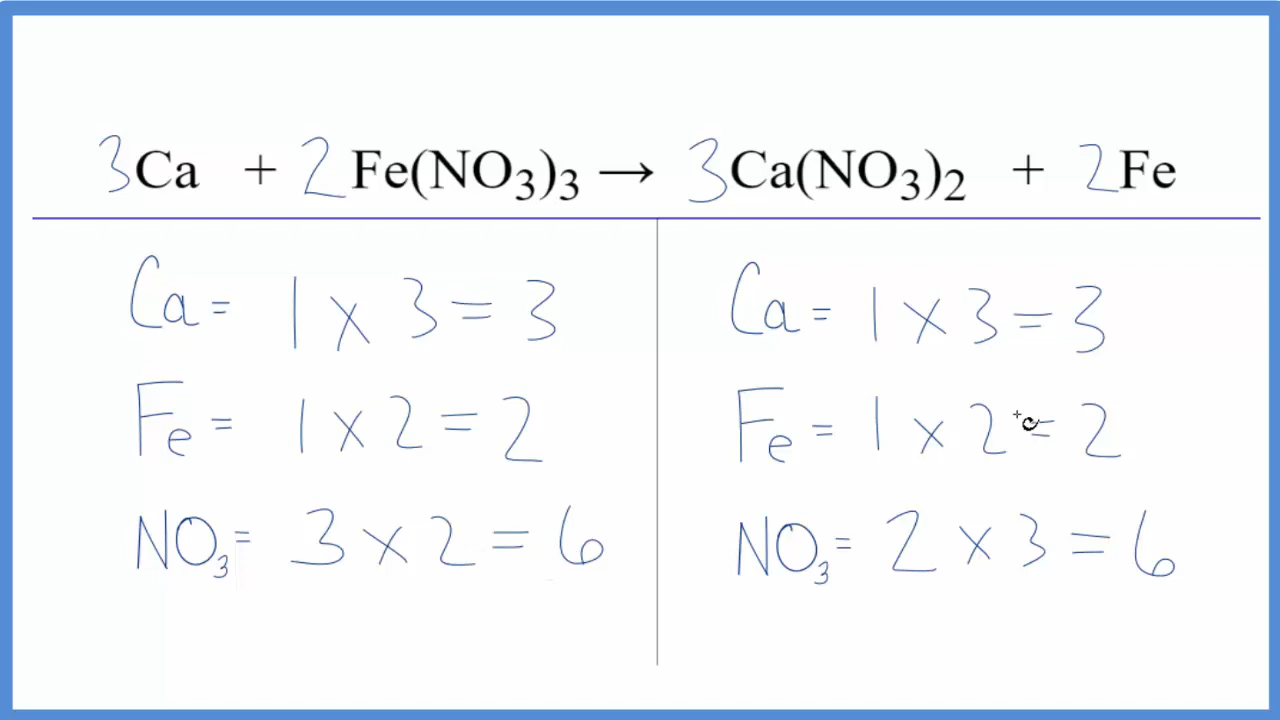 3Ca + 2Fe(NO₃)₃ → 3Ca(NO₃)₂ + 2Fe
Ca = 1 x 3 = 3
Fe = 1 x 2 = 2
NO₃ = 3 x 2 = 6
Ca = 1 x 3 = 3
Fe = 1 x 2 = 2
NO₃ = 2 x 3 = 6